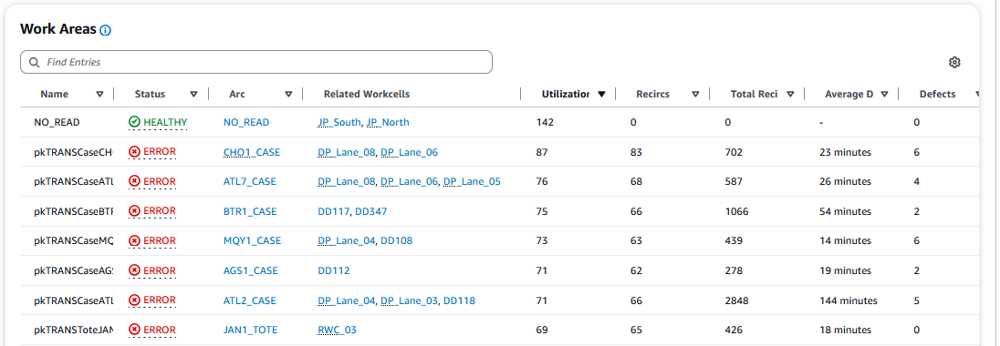 Work Areas
Find Entries
Name Status Arc Related Workcells Utilization Recircs Total Reci Average D Defects
NO_READ HEALTHY NO_READ JP_South, JP_North 142 0 0 - 0
pkTRANSCaseCHO ERROR CHO1_CASE DP_Lane_08, DP_Lane_06 87 83 702 23 minutes 6
pkTRANSCaseATL ERROR ATL7_CASE DP_Lane_08, DP_Lane_06, DP_Lane_05 76 68 587 26 minutes 4
pkTRANSCaseBTR ERROR BTR1_CASE DD117, DD347 75 66 1066 54 minutes 2
pkTRANSCaseMQ ERROR MQY1_CASE DP_Lane_04, DD108 73 63 439 14 minutes 6
pkTRANSCaseAGS ERROR AGS1_CASE DD112 71 62 278 19 minutes 2
pkTRANSCaseATL ERROR ATL2_CASE DP_Lane_04, DP_Lane_03, DD118 71 66 2848 144 minutes 5
pkTRANSToteJAN ERROR JAN1_TOTE RWC_03 69 65 426 18 minutes 0